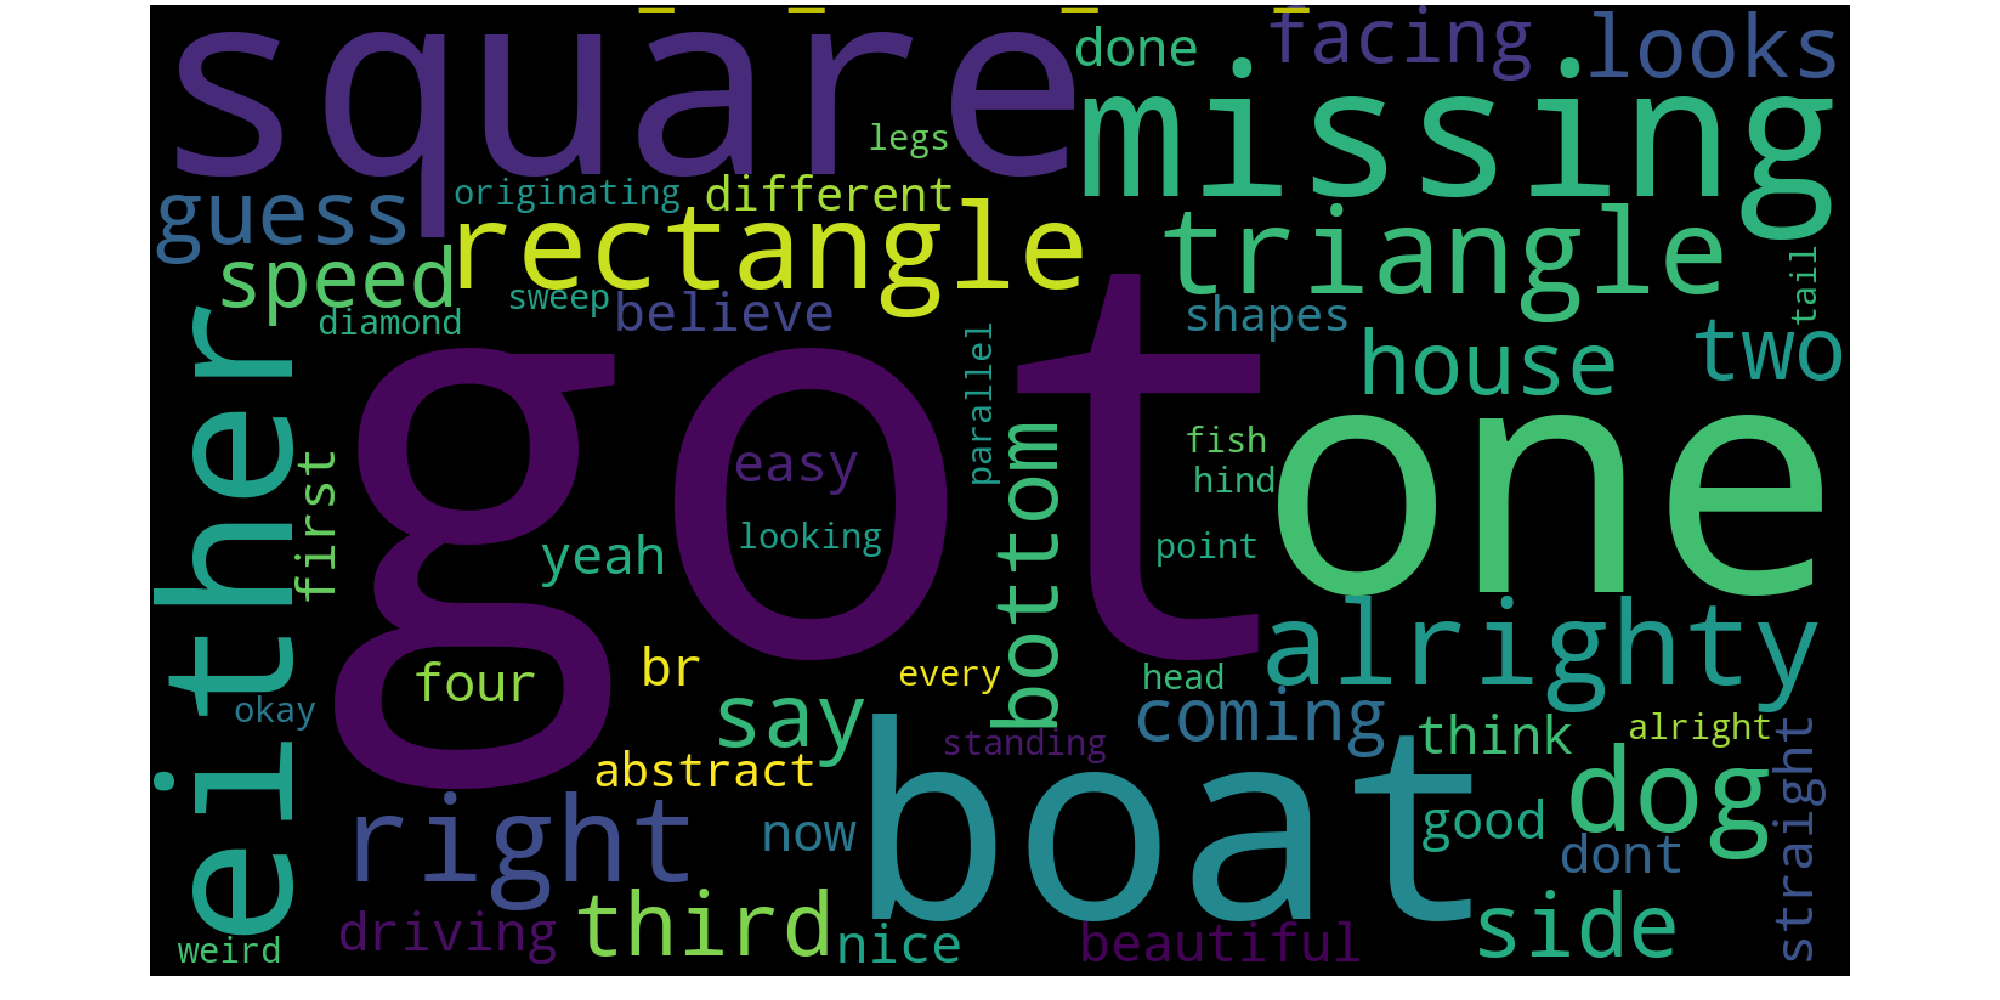 square
done
facing
looks
missing
legs
guess
originating
different
rectangle
triangle
speed
sweep
believe
diamond
shapes
tail
two
house
either
got
one
parallel
bottom
easy
fish
hind
first
looking
yeah
point
alrighty
four
br
every
head
okay
say
coming
standing
think
alright
straight
abstract
boat
dog
right
now
good
dont
driving
third
nice
beautiful
side
weird